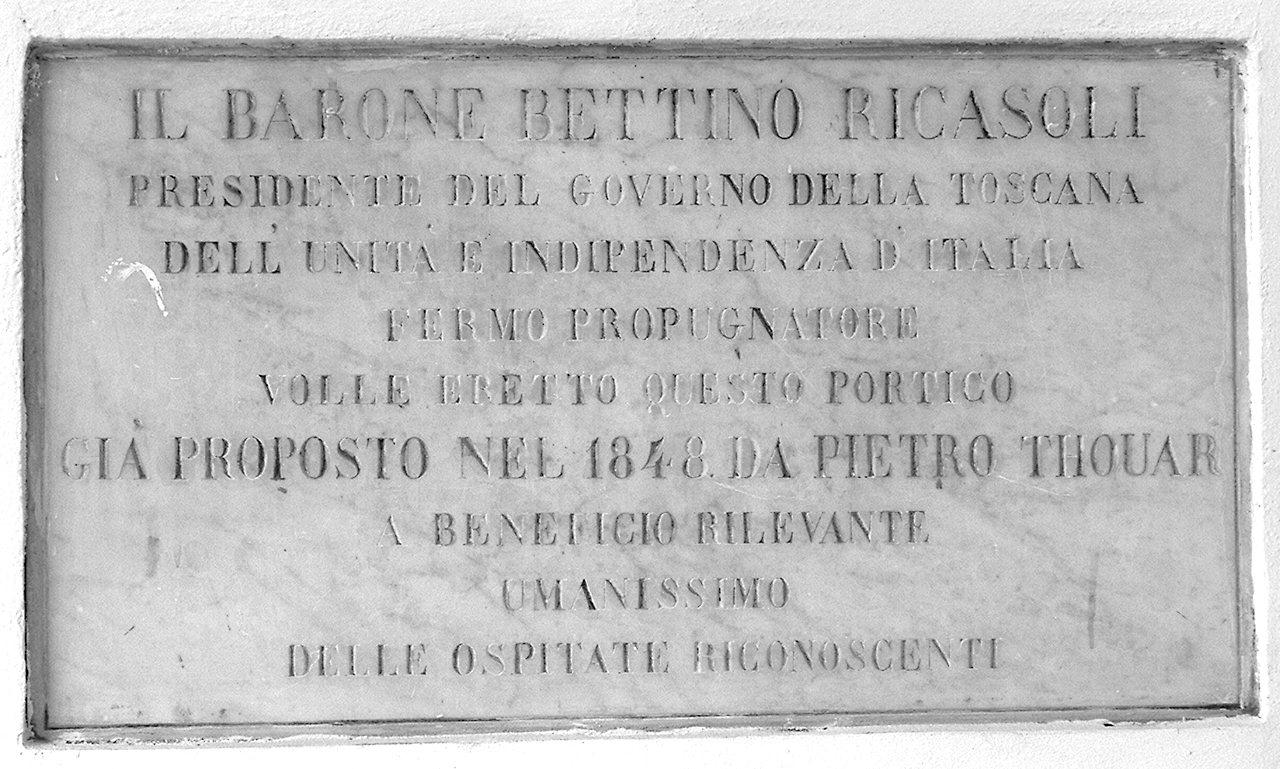 IL BARONE BETTINO RICASOLI
PRESIDENTE DEL GOVERNO DELLA TOSCANA
DELL' UNITÀ E INDIPENDENZA D' ITALIA
FERMO PROPUGNATORE
VOLLE ERETTO QUESTO PORTICO
GIÀ PROPOSTO NEL 1848. DA PIETRO THOUAR
A BENEFICIO RILEVANTE
UMANISSIMO
DELLE OSPITATE RICONOSCENTI